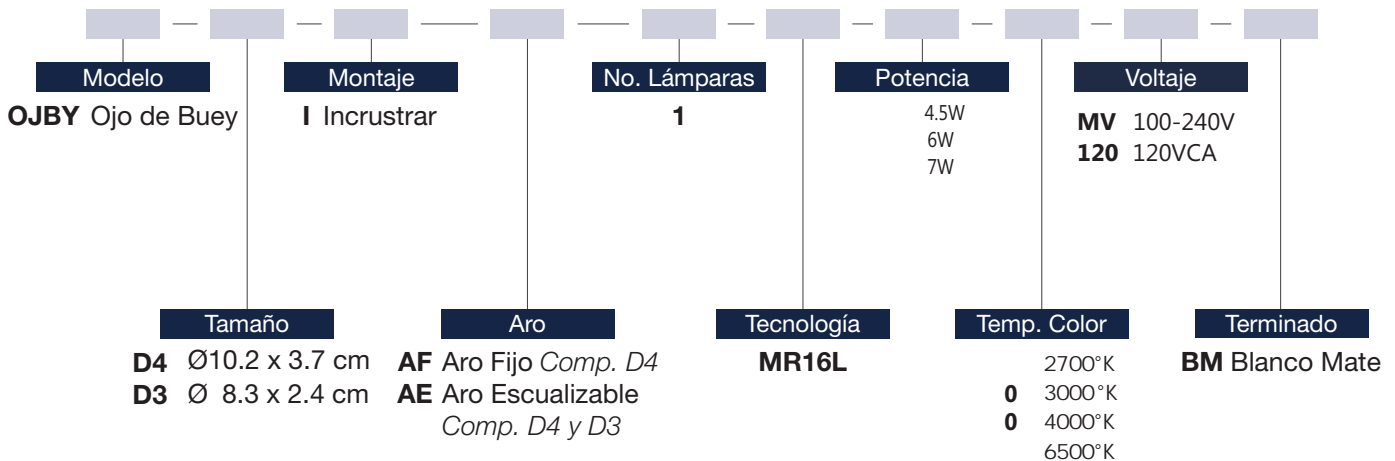 Modelo
OJBY Ojo de Buey
Montaje
I Incrustrar
No. Lámparas
1
Potencia
4.5W
6W
7W
Voltaje
MV 100-240V
120 120VCA
Tamaño
D4 Ø10.2 x 3.7 cm
D3 Ø 8.3 x 2.4 cm
Aro
AF Aro Fijo Comp. D4
AE Aro Escualizable
Comp. D4 y D3
Tecnología
MR16L
Temp. Color
2700°K
0 3000°K
0 4000°K
6500°K
Terminado
BM Blanco Mate